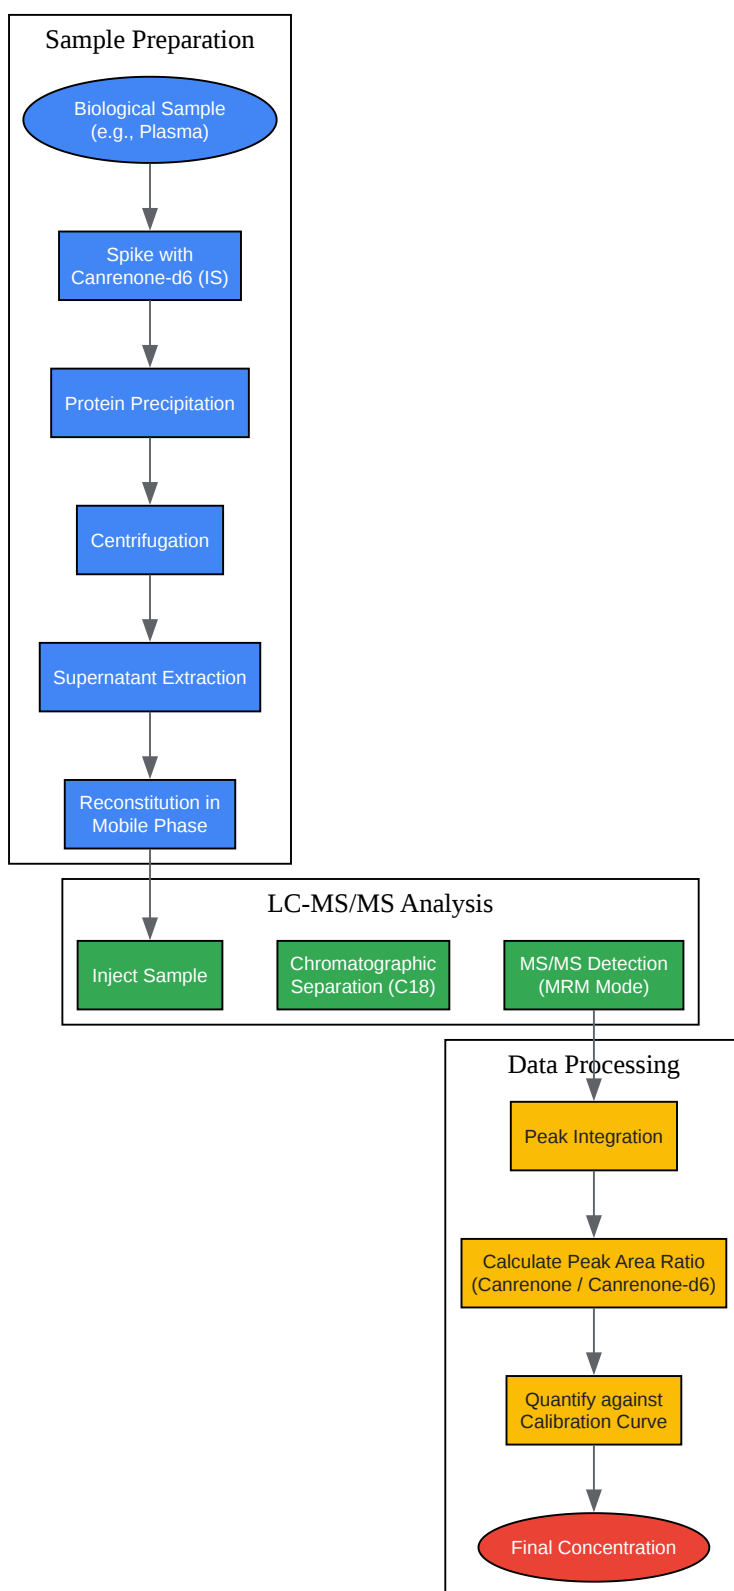 Sample Preparation
Biological Sample
(e.g., Plasma)
Spike with
Canrenone-d6 (IS)
Protein Precipitation
Centrifugation
Supernatant Extraction
Reconstitution in
Mobile Phase
LC-MS/MS Analysis
Inject Sample
Chromatographic
Separation (C18)
MS/MS Detection
(MRM Mode)
Data Processing
Peak Integration
Calculate Peak Area Ratio
(Canrenone / Canrenone-d6)
Quantify against
Calibration Curve
Final Concentration